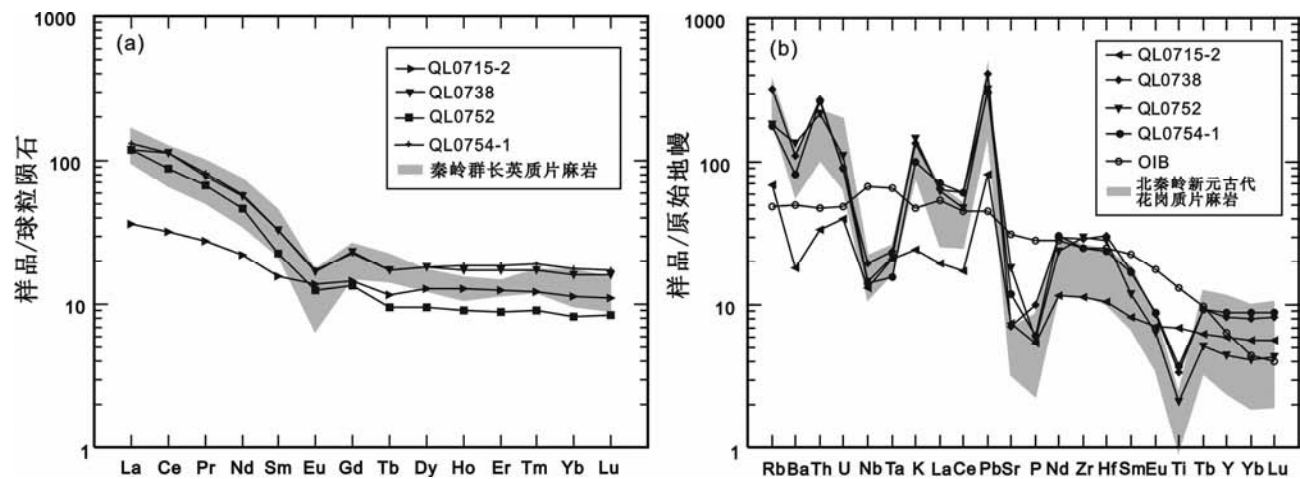 (a)
1000
100
10
1
样品/球粒陨石
QL0715-2
QL0738
QL0752
QL0754-1
秦岭群长英质片麻岩
La Ce Pr Nd Sm Eu Gd Tb Dy Ho Er Tm Yb Lu
(b)
1000
100
10
1
样品/原始地幔
QL0715-2
QL0738
QL0752
QL0754-1
OIB
北秦岭新元古代
花岗质片麻岩
Rb Ba Th U Nb Ta K La Ce Pb Sr P Nd Zr Hf Sm Eu Ti Tb Y Yb Lu